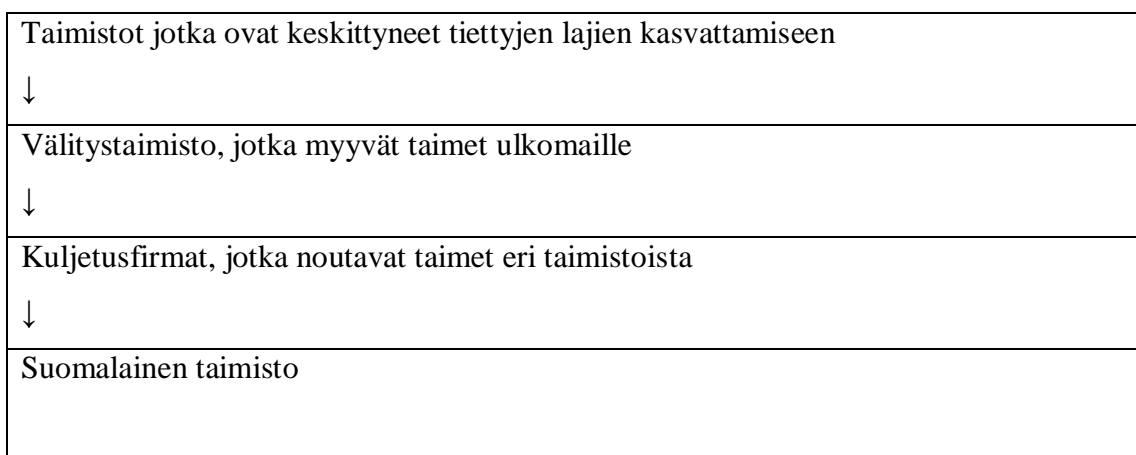 Taimistot jotka ovat keskittyneet tiettyjen lajien kasvattamiseen
↓
Välitystaimisto, jotka myyvät taimet ulkomaille
↓
Kuljetusfirmat, jotka noutavat taimet eri taimistoista
↓
Suomalainen taimisto